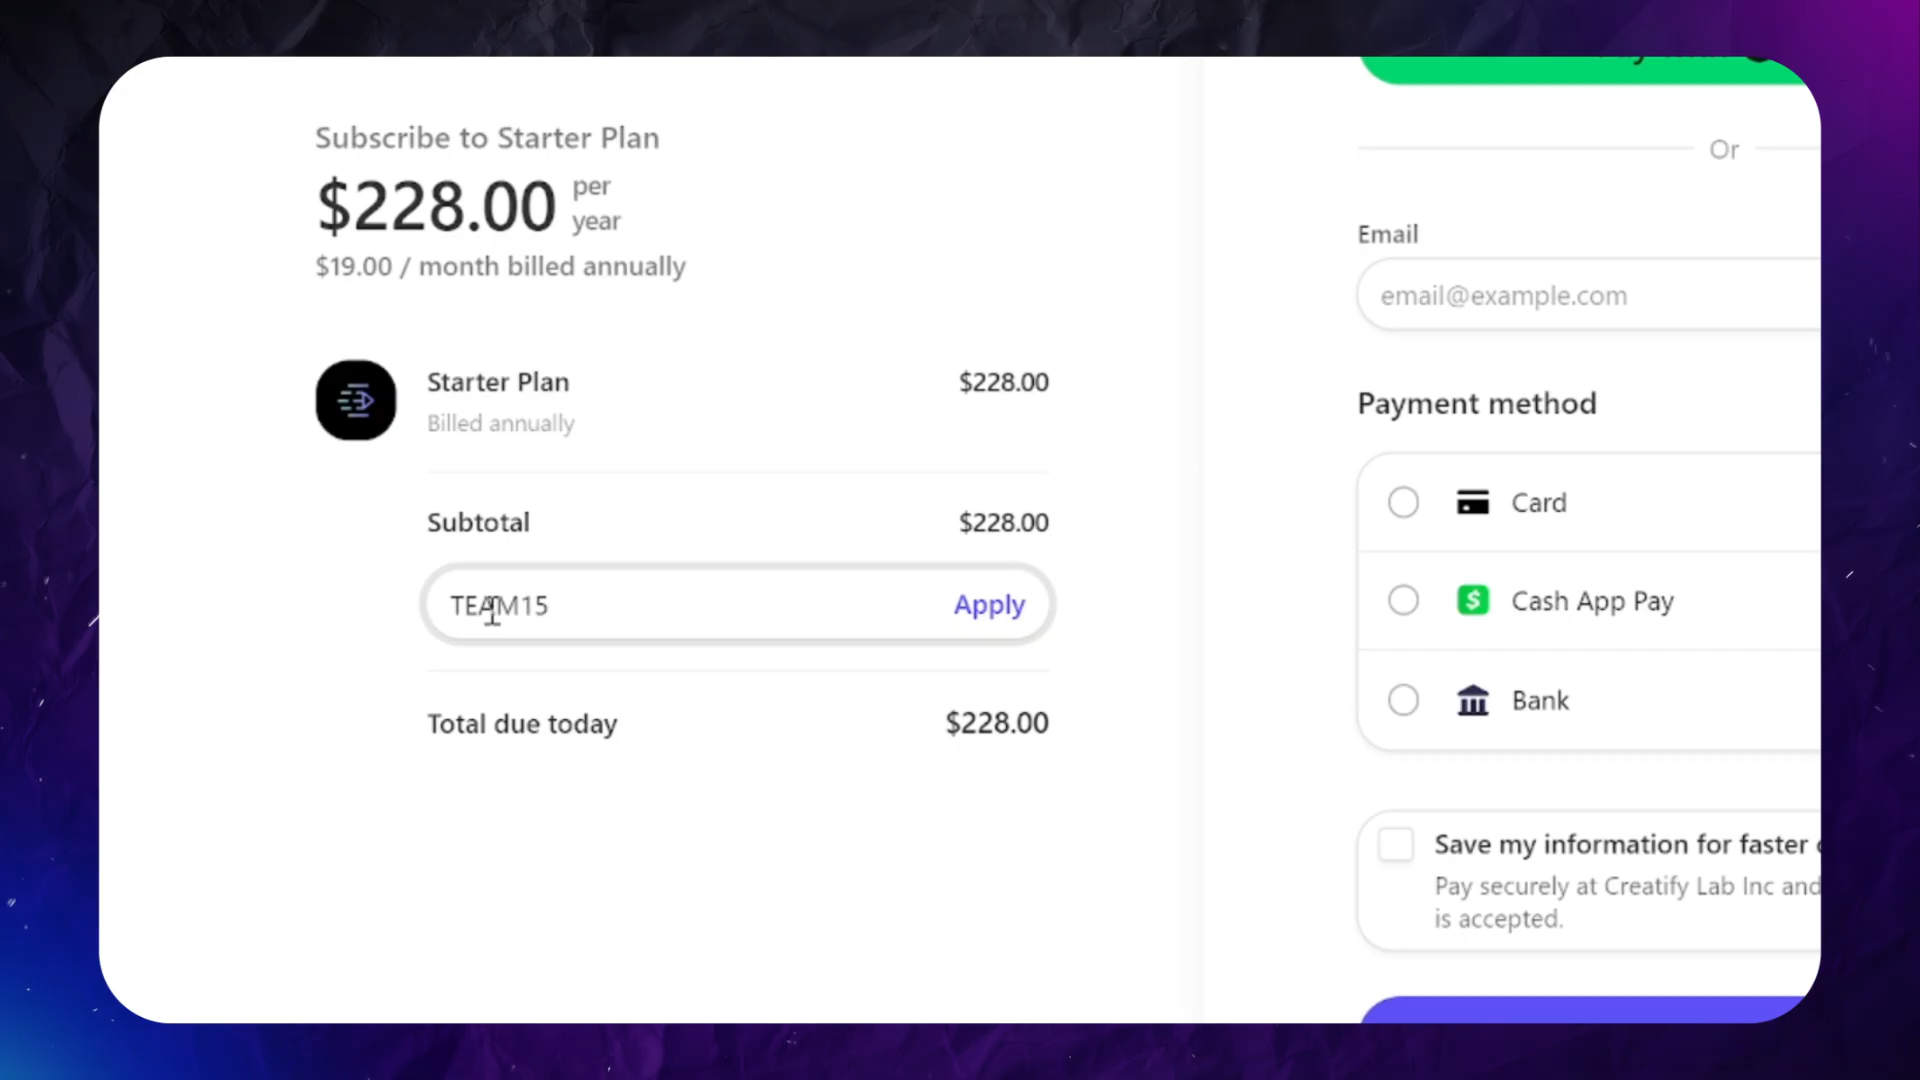 Subscribe to Starter Plan
$228.00 per
year
$19.00 / month billed annually
Starter Plan $228.00
Billed annually
Subtotal $228.00
TEAM15 Apply
Total due today $228.00
Or
Email
email@example.com
Payment method
Card
Cash App Pay
Bank
Save my information for faster
Pay securely at Creatify Lab Inc and
is accepted.